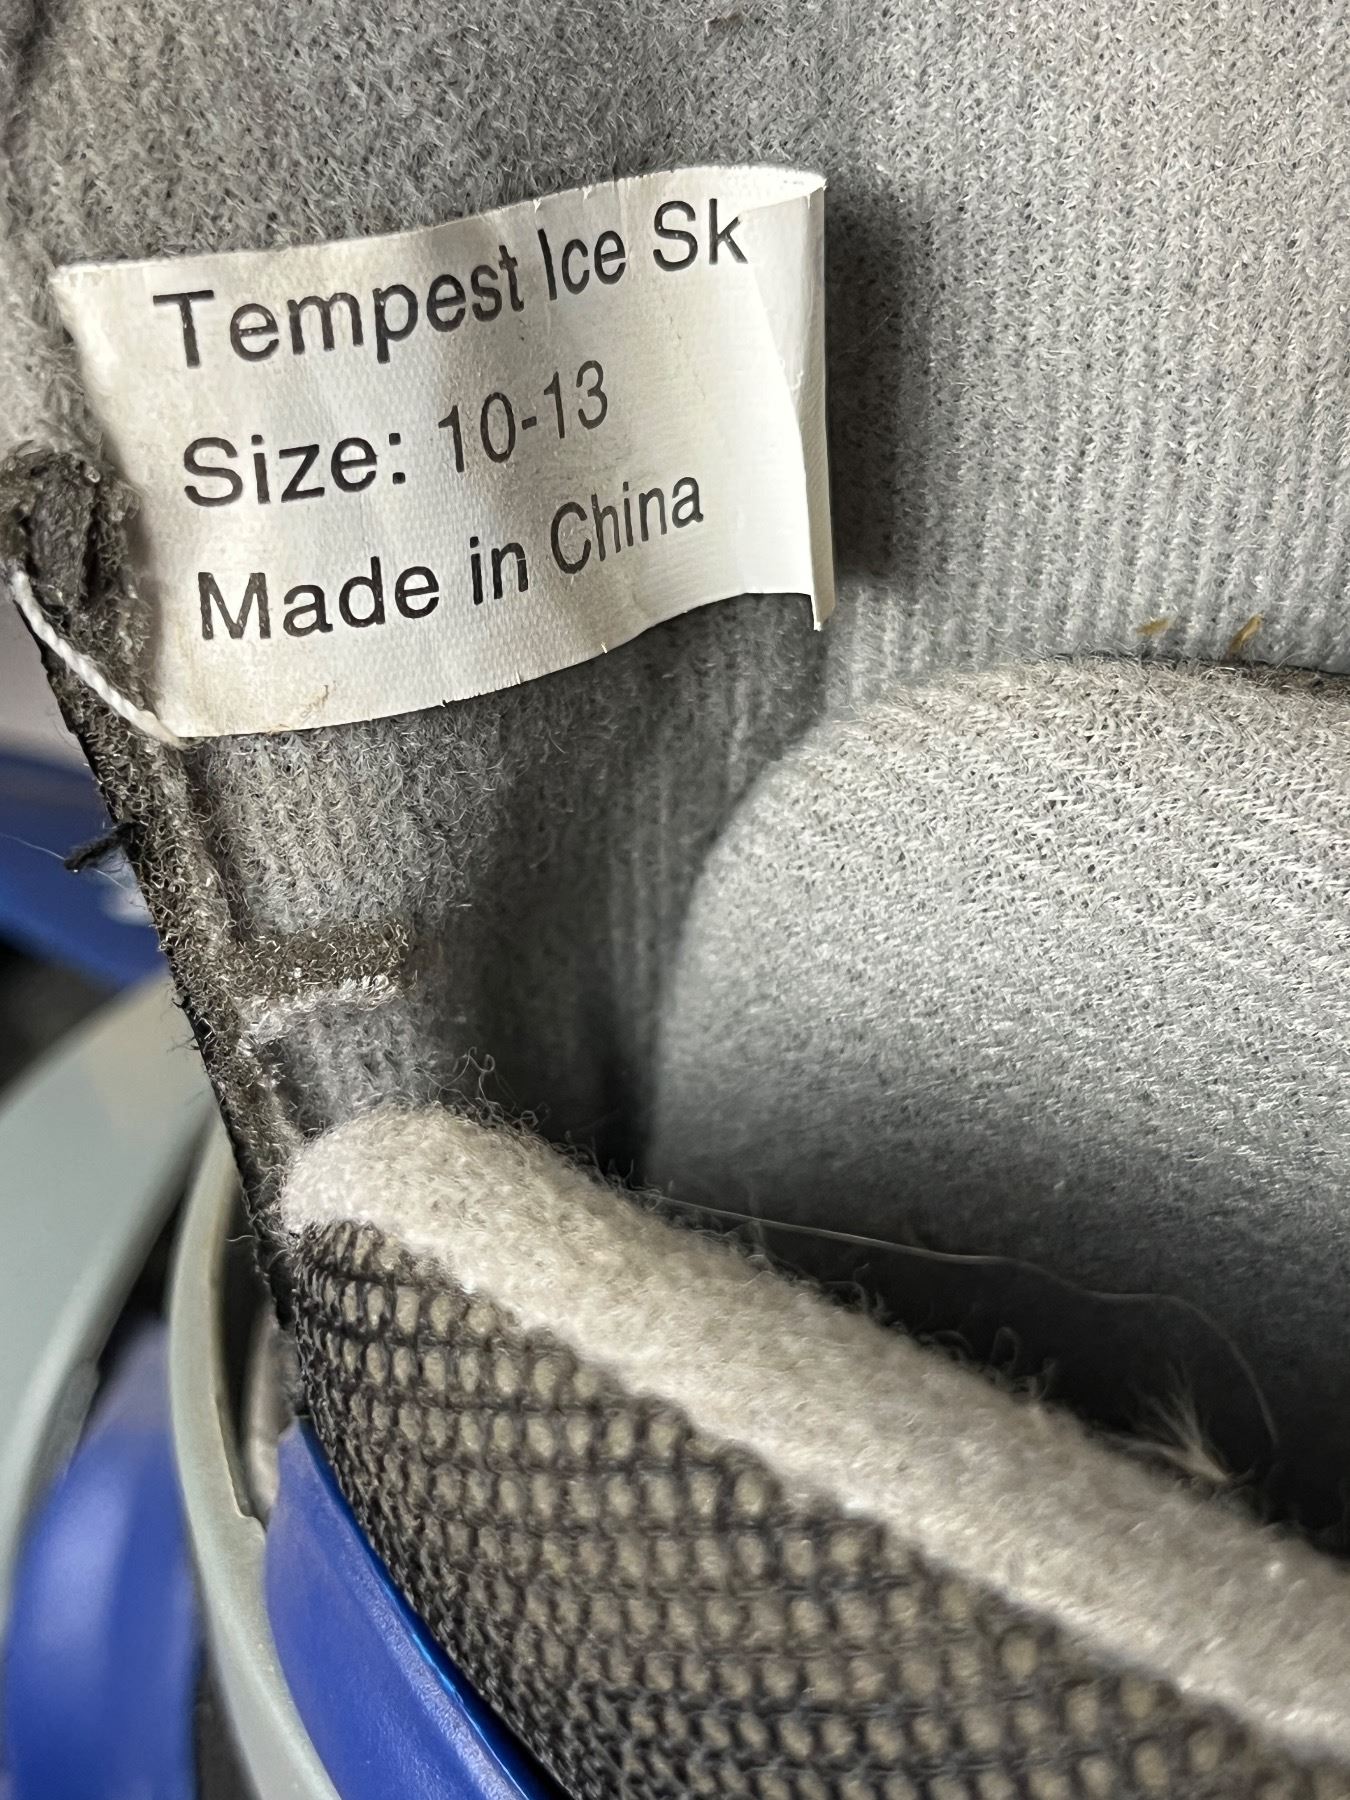 Tempest Ice Sk
Size: 10-13
Made in China